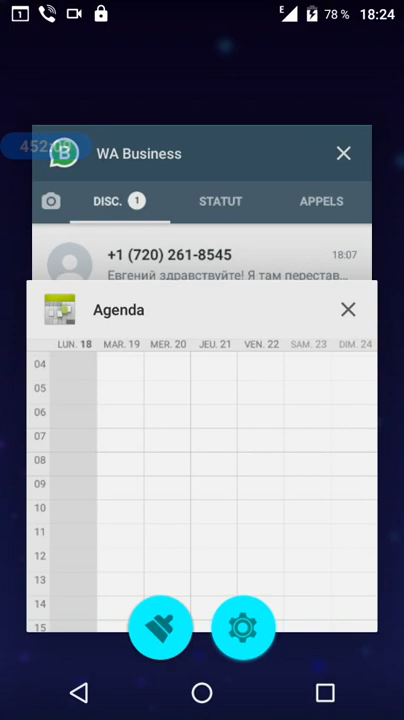 1 E 78 % 18:24
WA Business
DISC. 1 STATUT APPELS
+1 (720) 261-8545 18:07
Евгений здравствуйте! Я там перестав...
Agenda
LUN. 18 MAR. 19 MER. 20 JEU. 21 VEN. 22 SAM. 23 DIM. 24
04
05
06
07
08
09
10
11
12
13
14
15